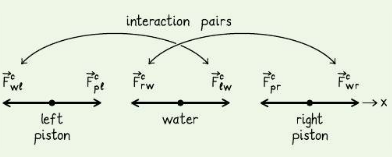 interaction pairs
F⃗ᶜwl F⃗ᶜpl F⃗ᶜrw F⃗ᶜlw F⃗ᶜpr F⃗ᶜwr
x
left water right
piston piston